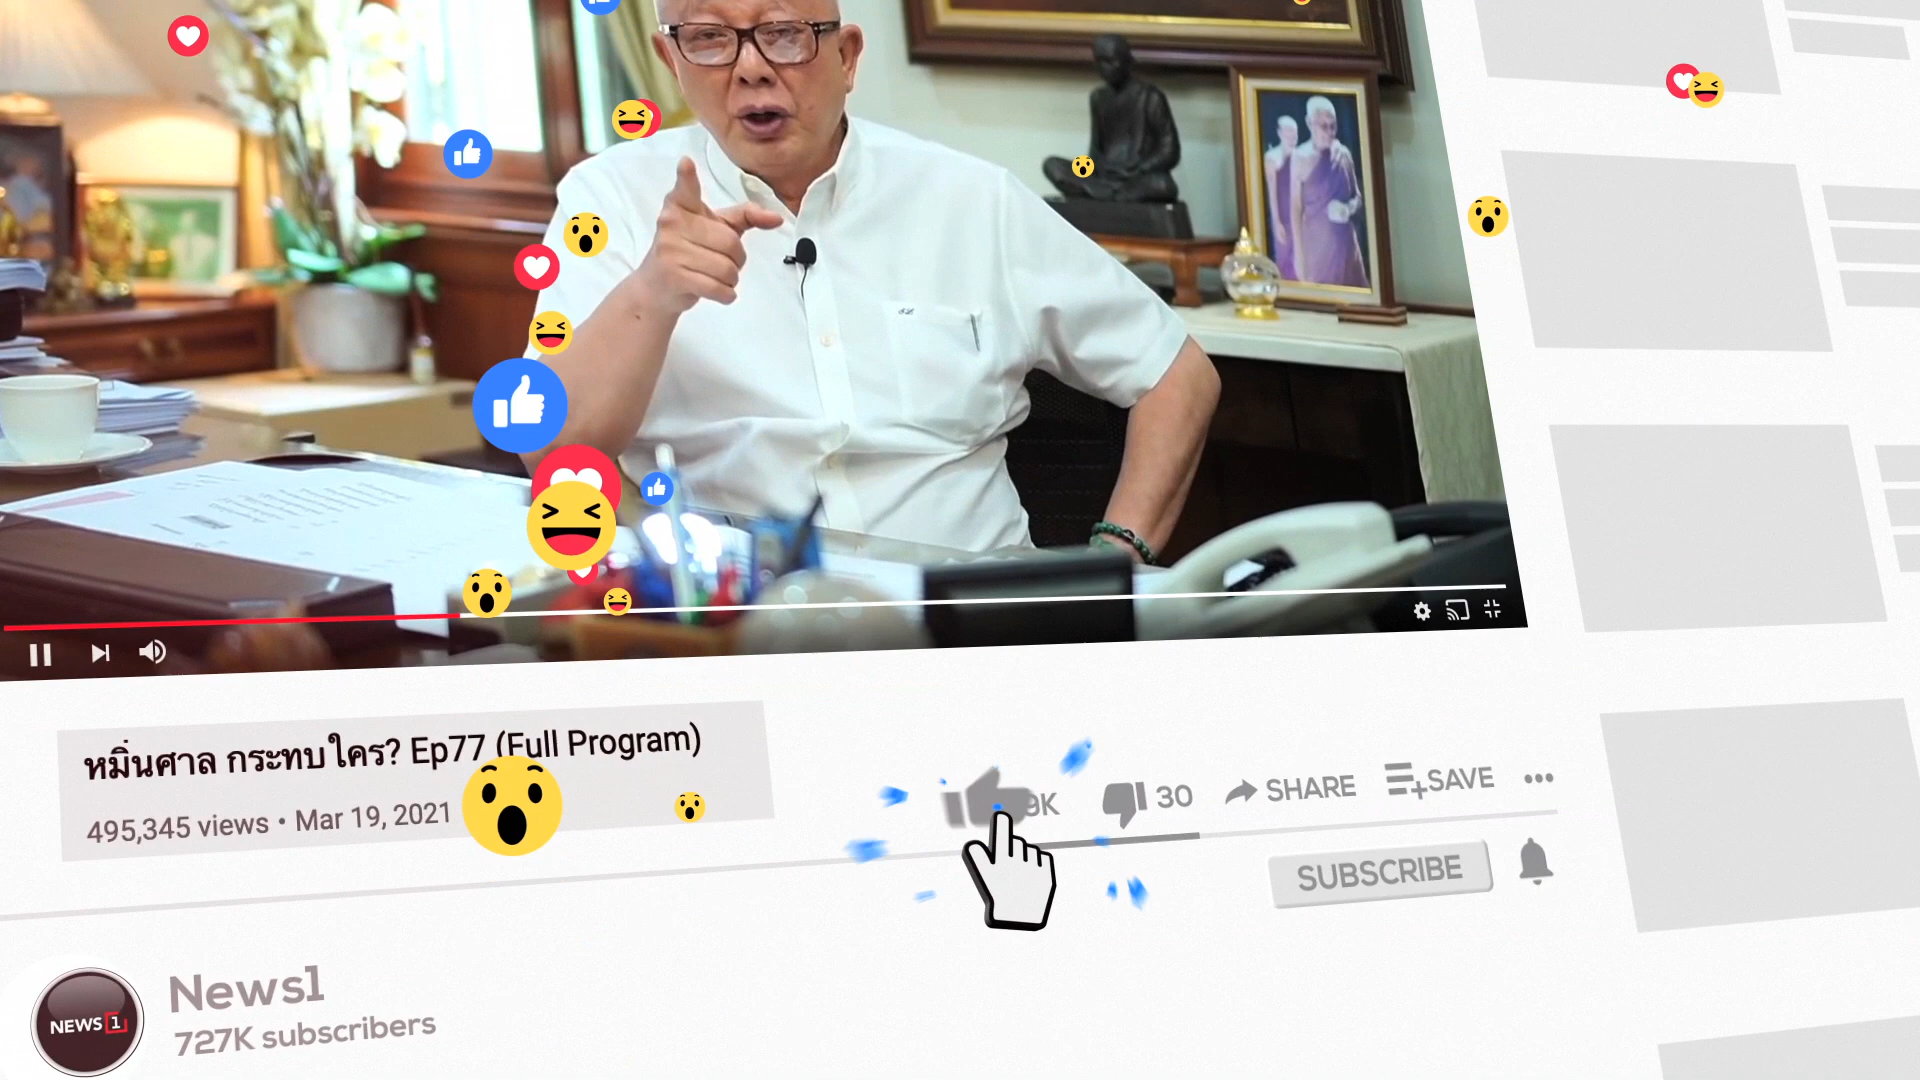 หมิ่นศาล กระทบ ใคร? Ep77 (Full Program)
495,345 views • Mar 19, 2021
9K
30
SHARE
SAVE
SUBSCRIBE
NEWS 1
News1
727K subscribers